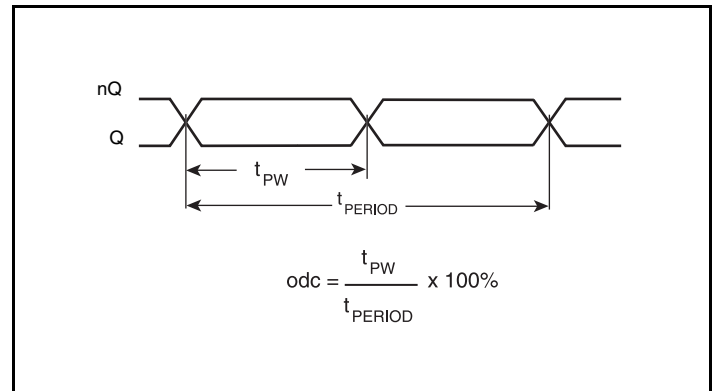 nQ
Q
tPW
tPERIOD
odc = tPW / tPERIOD x 100%